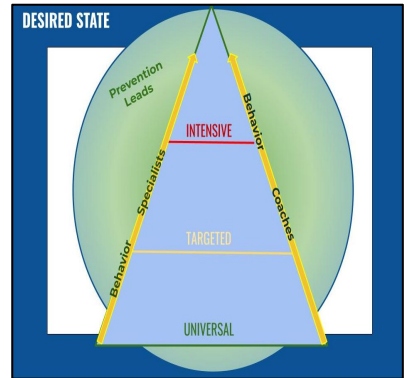 DESIRED STATE
Prevention
Leads
INTENSIVE
TARGETED
UNIVERSAL
Behavior Specialists
Behavior Coaches